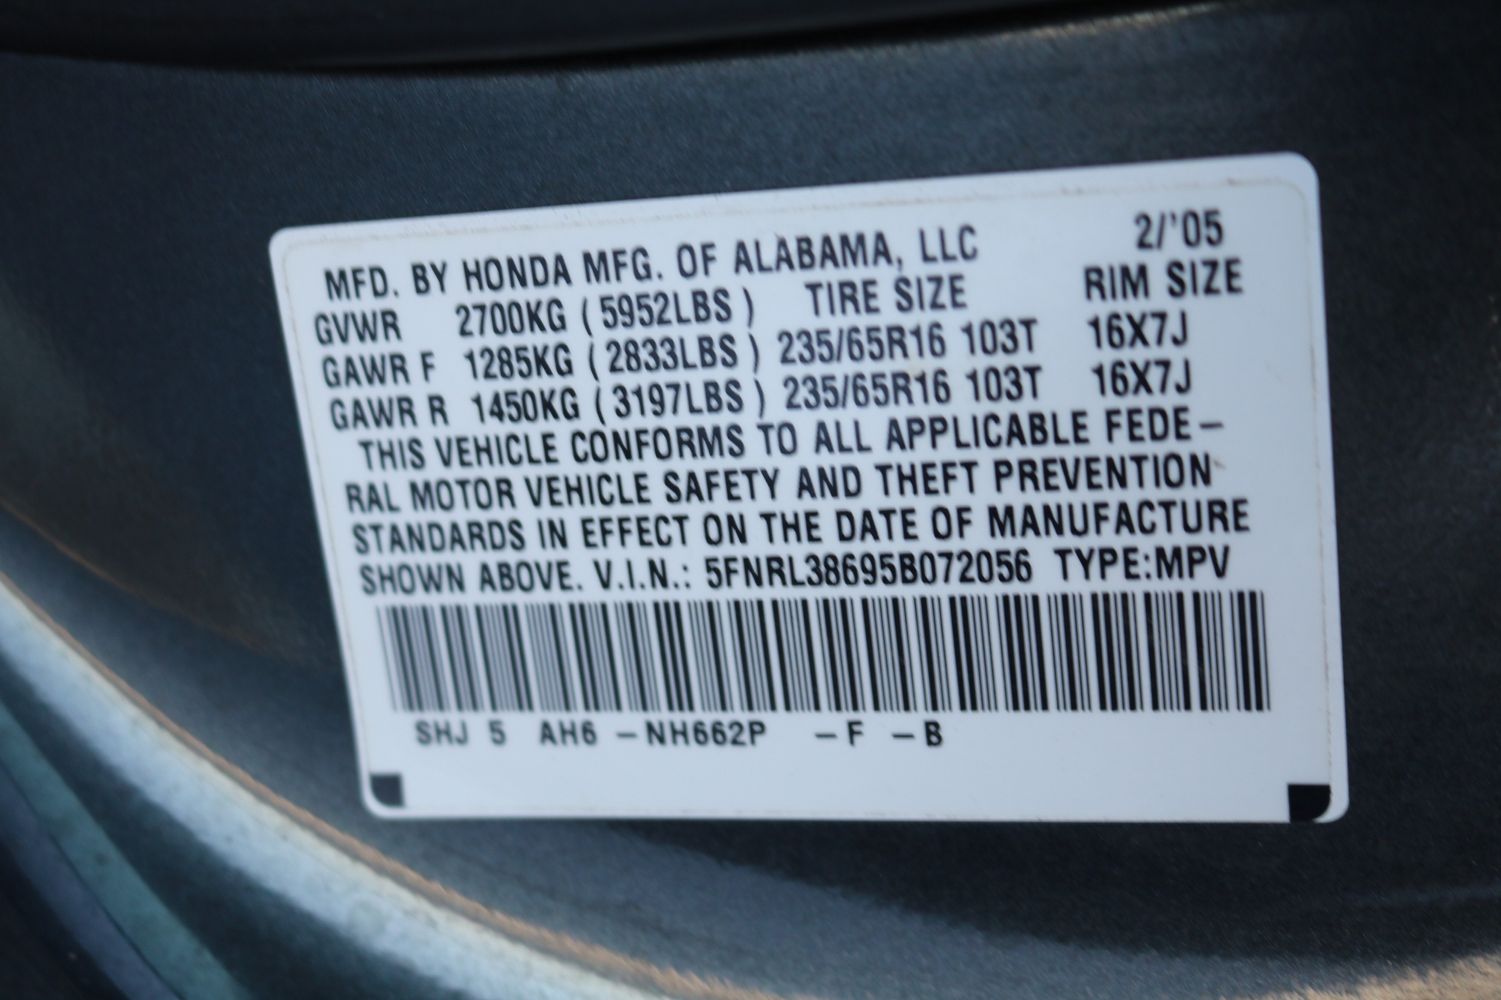 MFD. BY HONDA MFG. OF ALABAMA, LLC 2/'05
GVWR 2700KG (5952LBS) TIRE SIZE RIM SIZE
GAWR F 1285KG (2833LBS) 235/65R16 103T 16X7J
GAWR R 1450KG (3197LBS) 235/65R16 103T 16X7J
THIS VEHICLE CONFORMS TO ALL APPLICABLE FEDE-
RAL MOTOR VEHICLE SAFETY AND THEFT PREVENTION
STANDARDS IN EFFECT ON THE DATE OF MANUFACTURE
SHOWN ABOVE. V.I.N.: 5FNRL38695B072056 TYPE:MPV
SHJ 5 AH6 -NH662P -F -B